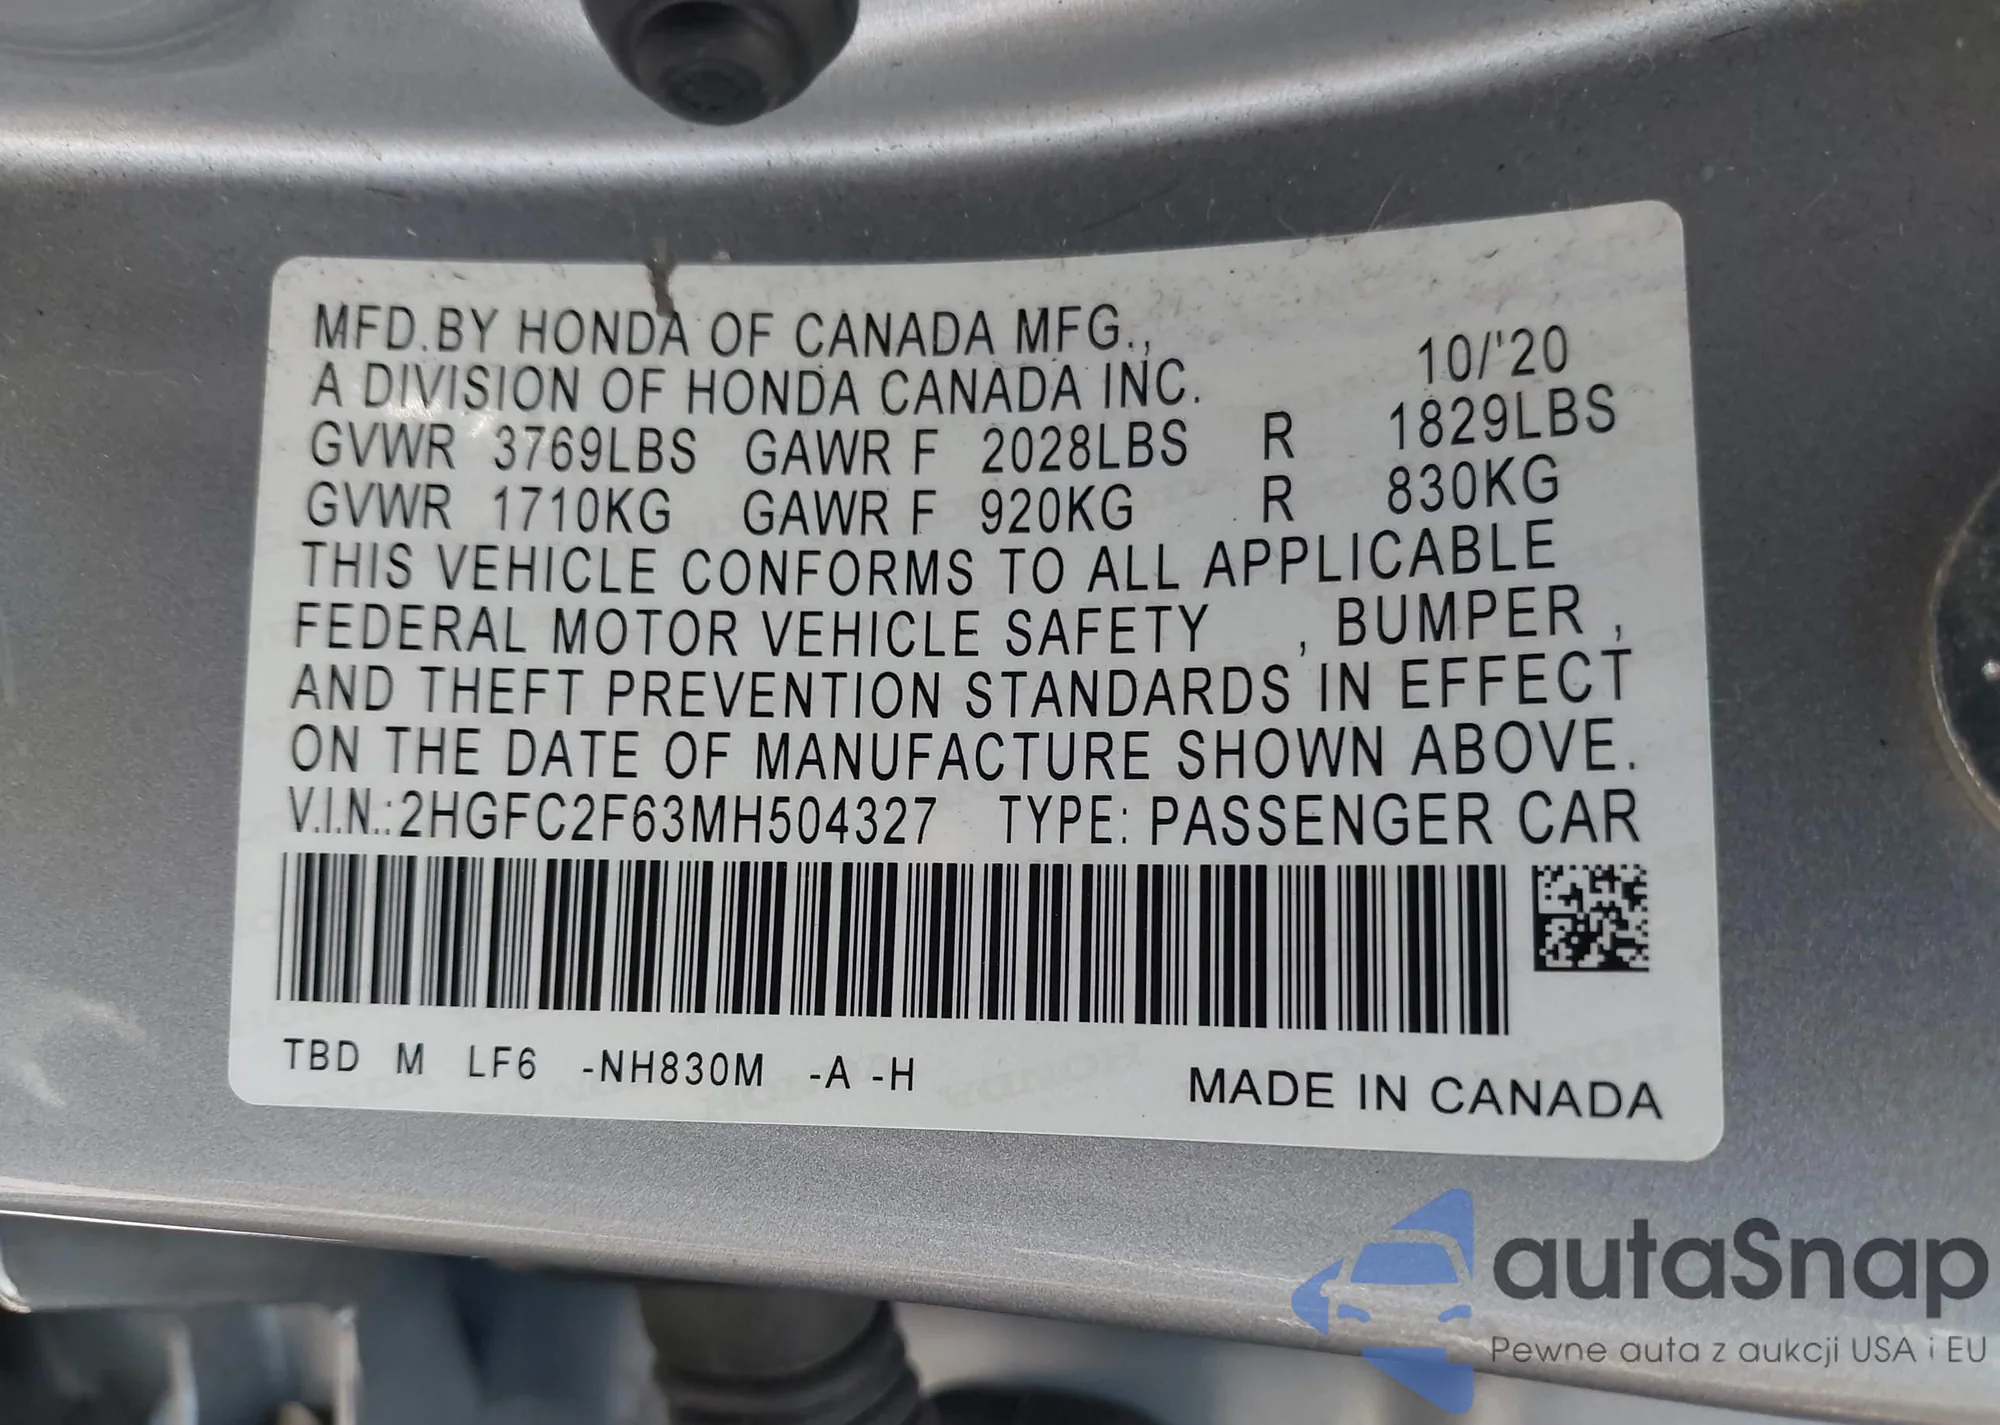 MFD.BY HONDA OF CANADA MFG.,
A DIVISION OF HONDA CANADA INC. 10/'20
GVWR 3769LBS GAWR F 2028LBS R 1829LBS
GVWR 1710KG GAWR F 920KG R 830KG
THIS VEHICLE CONFORMS TO ALL APPLICABLE
FEDERAL MOTOR VEHICLE SAFETY , BUMPER ,
AND THEFT PREVENTION STANDARDS IN EFFECT
ON THE DATE OF MANUFACTURE SHOWN ABOVE.
V.I.N.:2HGFC2F63MH504327 TYPE: PASSENGER CAR
TBD M LF6 -NH830M -A -H
MADE IN CANADA
autaSnap
Pewne auta z aukcji USA i EU